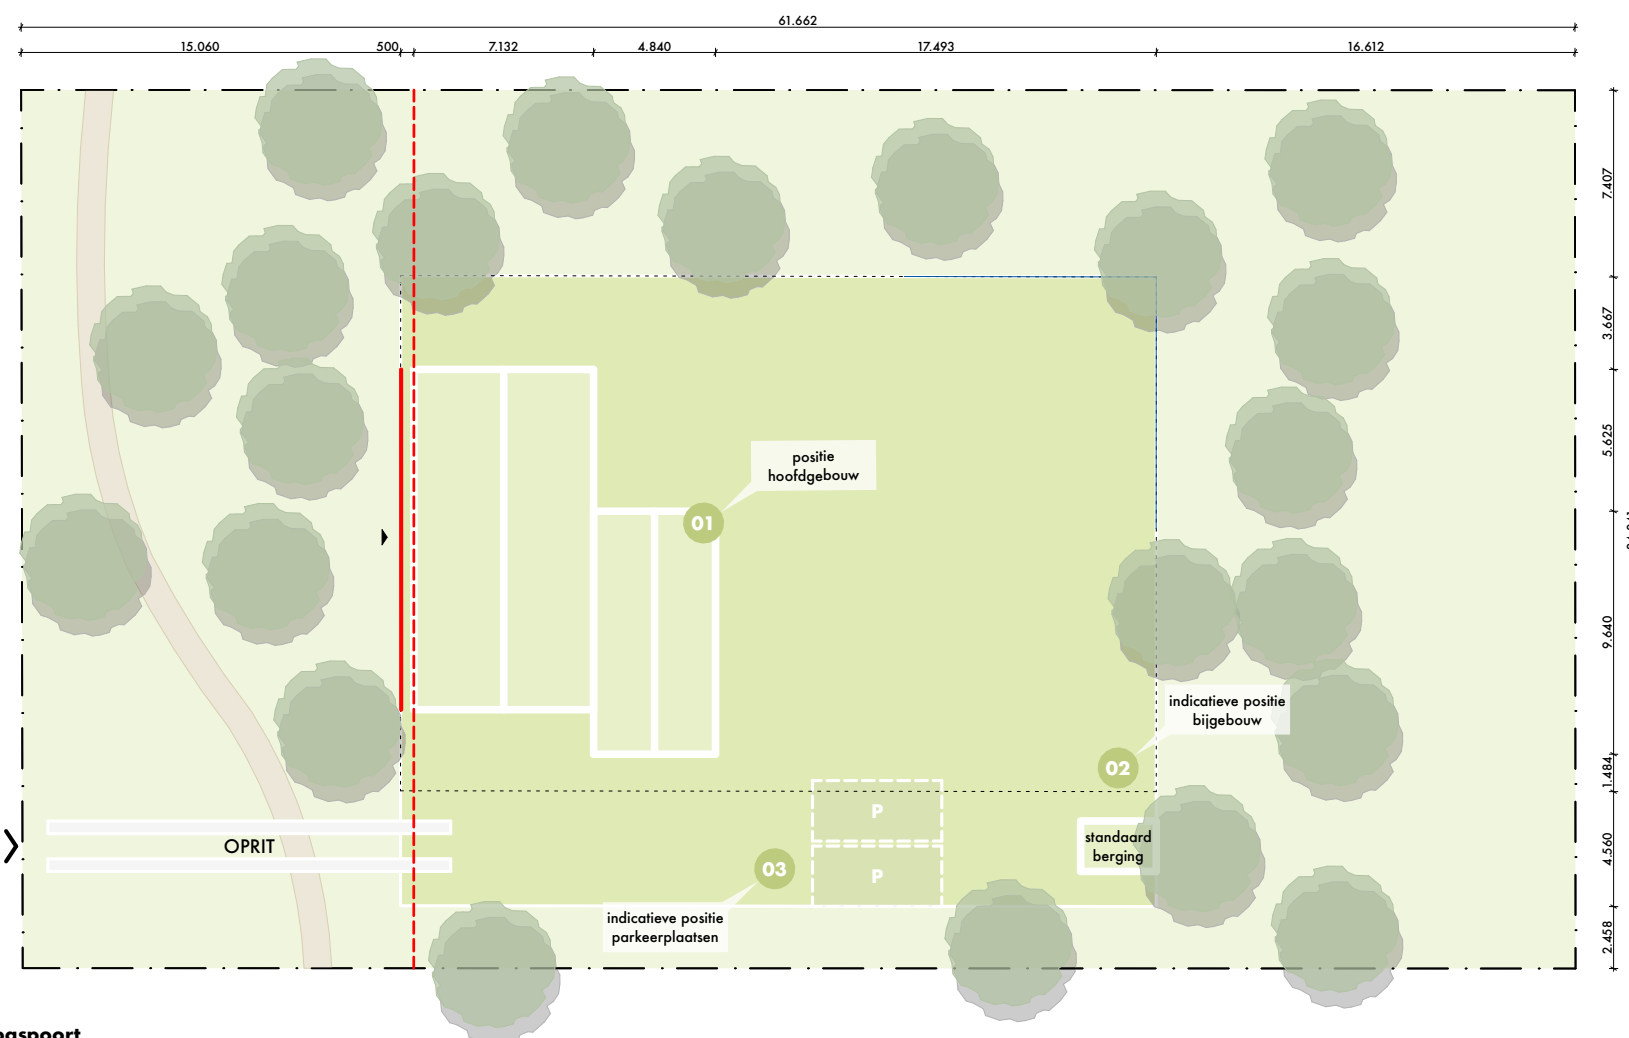 61.662
15.060 500 7.132 4.840 17.493 16.612
7.407
3.667
5.625
positie
hoofdgebouw
01
9.640
indicatieve positie
bijgebouw
02
1.484
P
OPRIT
standaard
berging
4.560
03
P
indicatieve positie
parkeerplaatsen
2.458